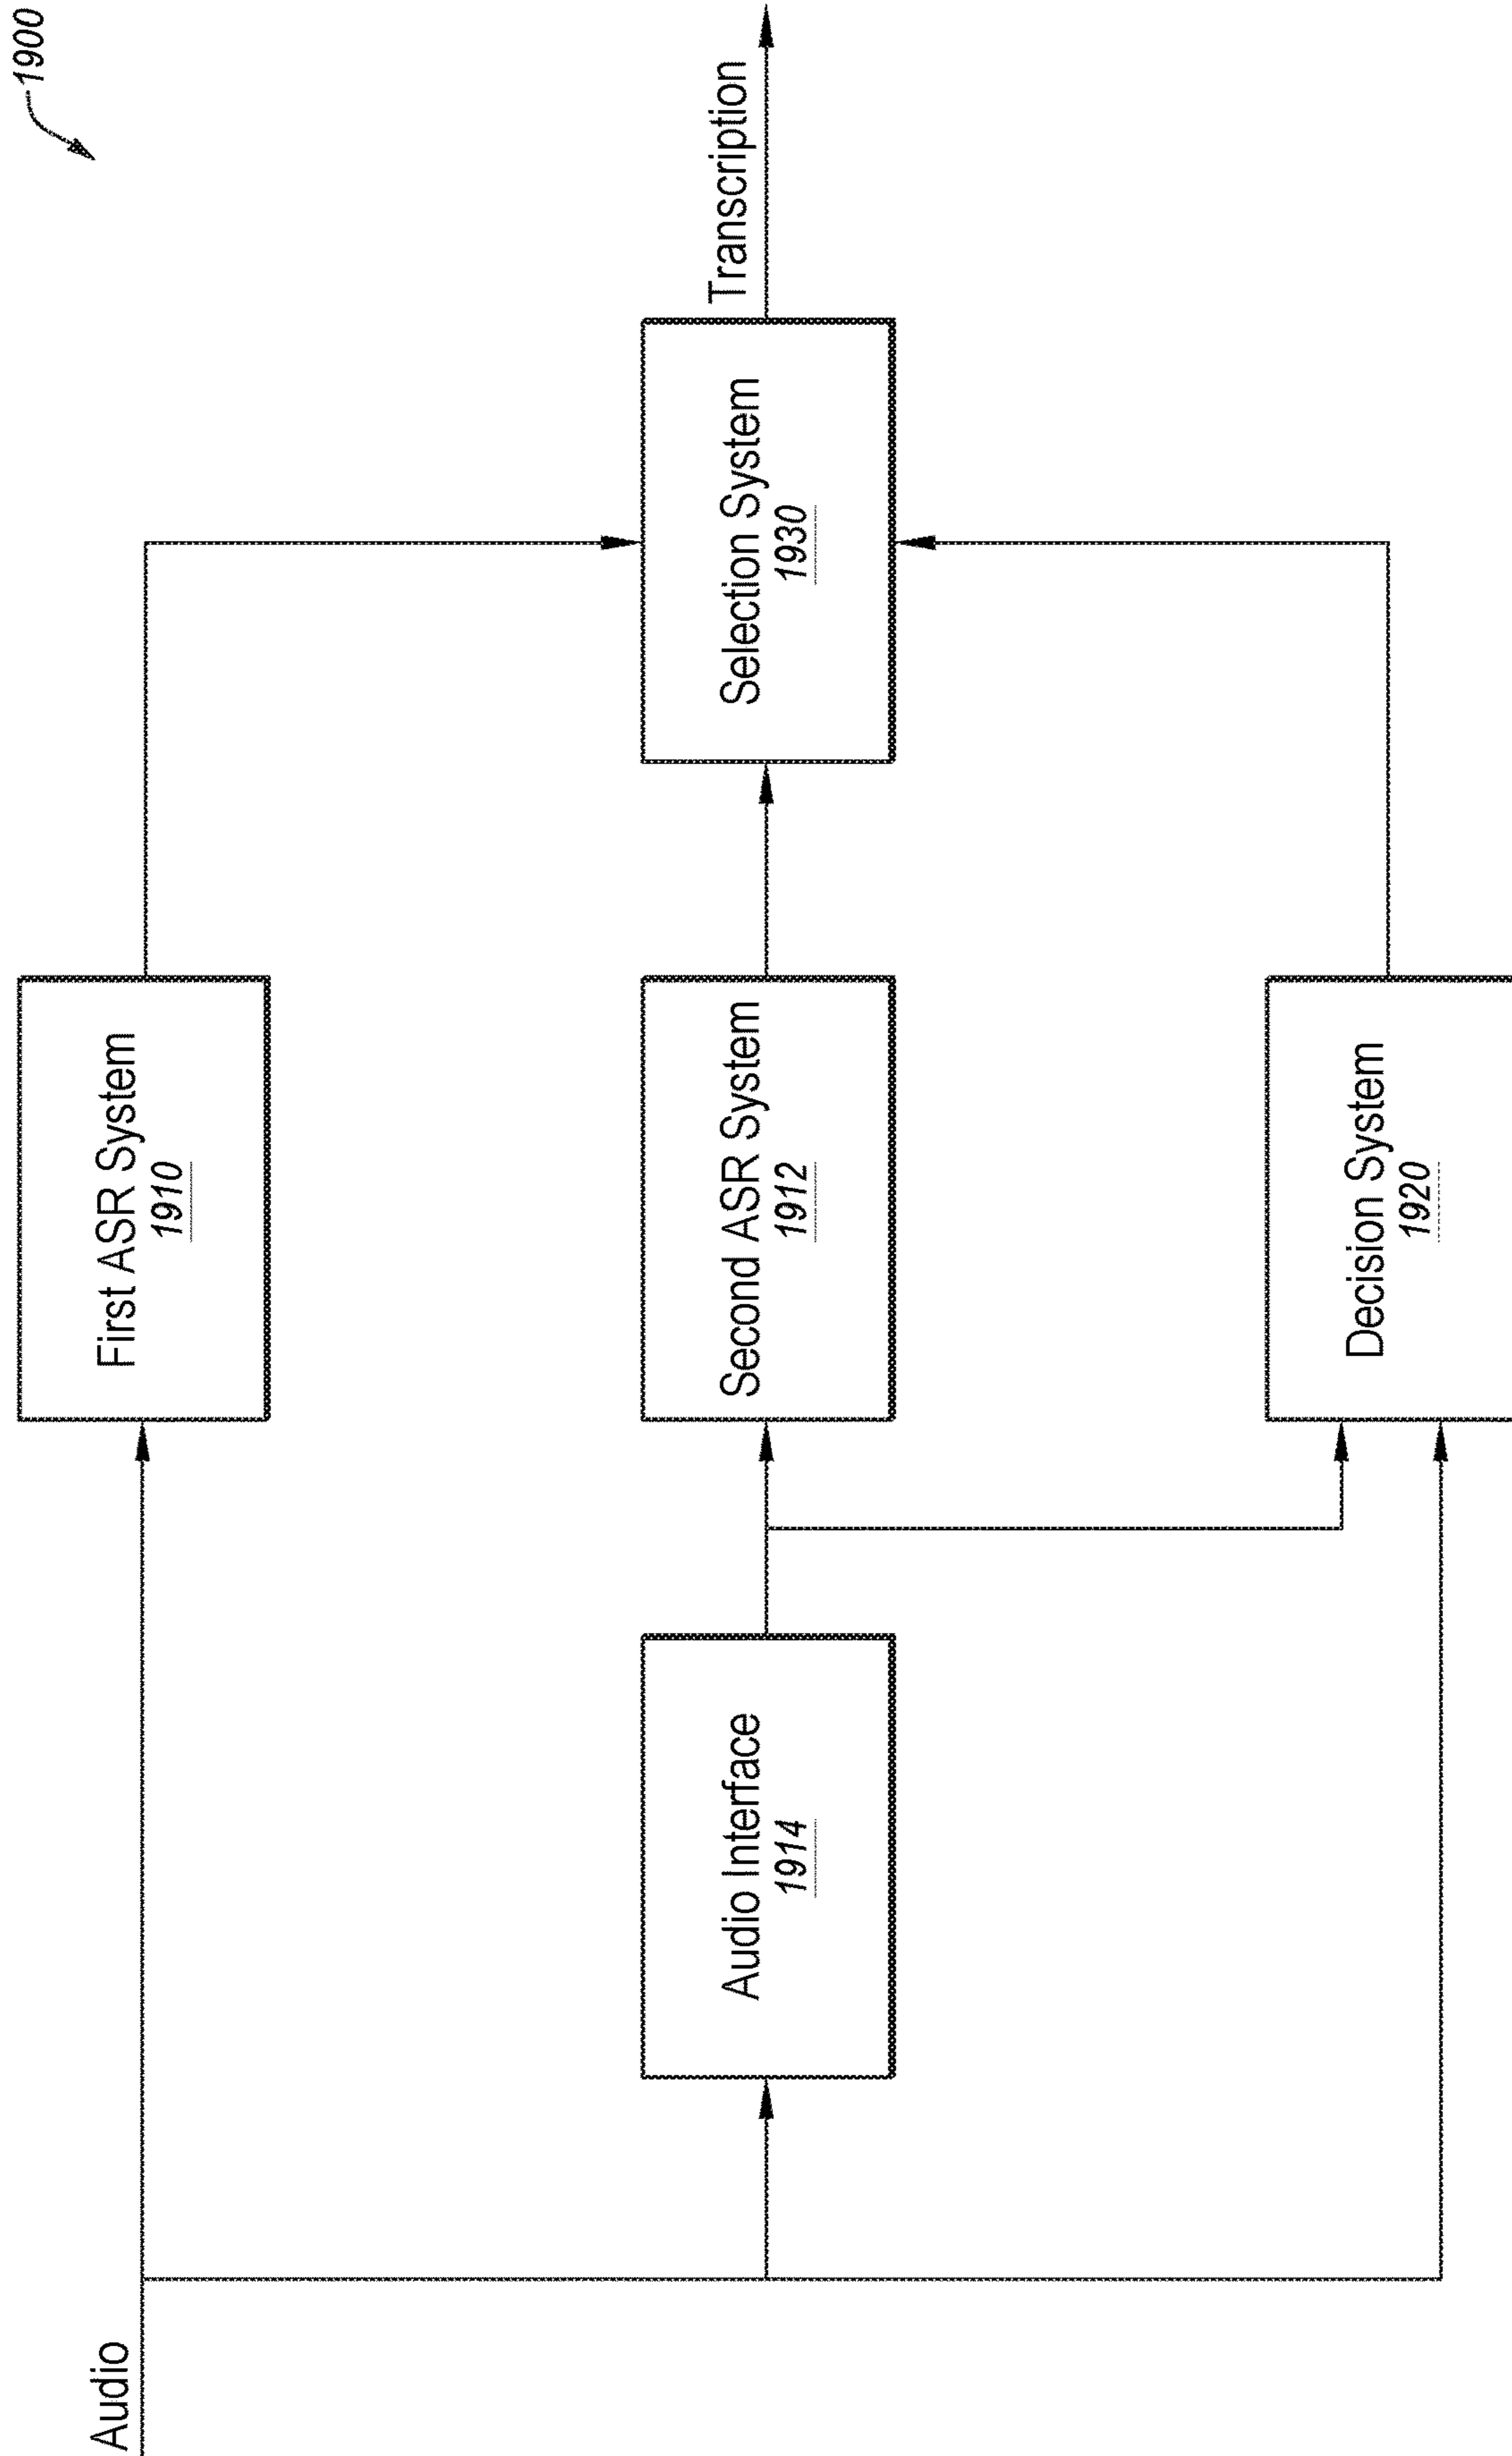 1900
Audio
First ASR System
1910
Transcription
Audio Interface
1914
Second ASR System
1912
Selection System
1930
Decision System
1920